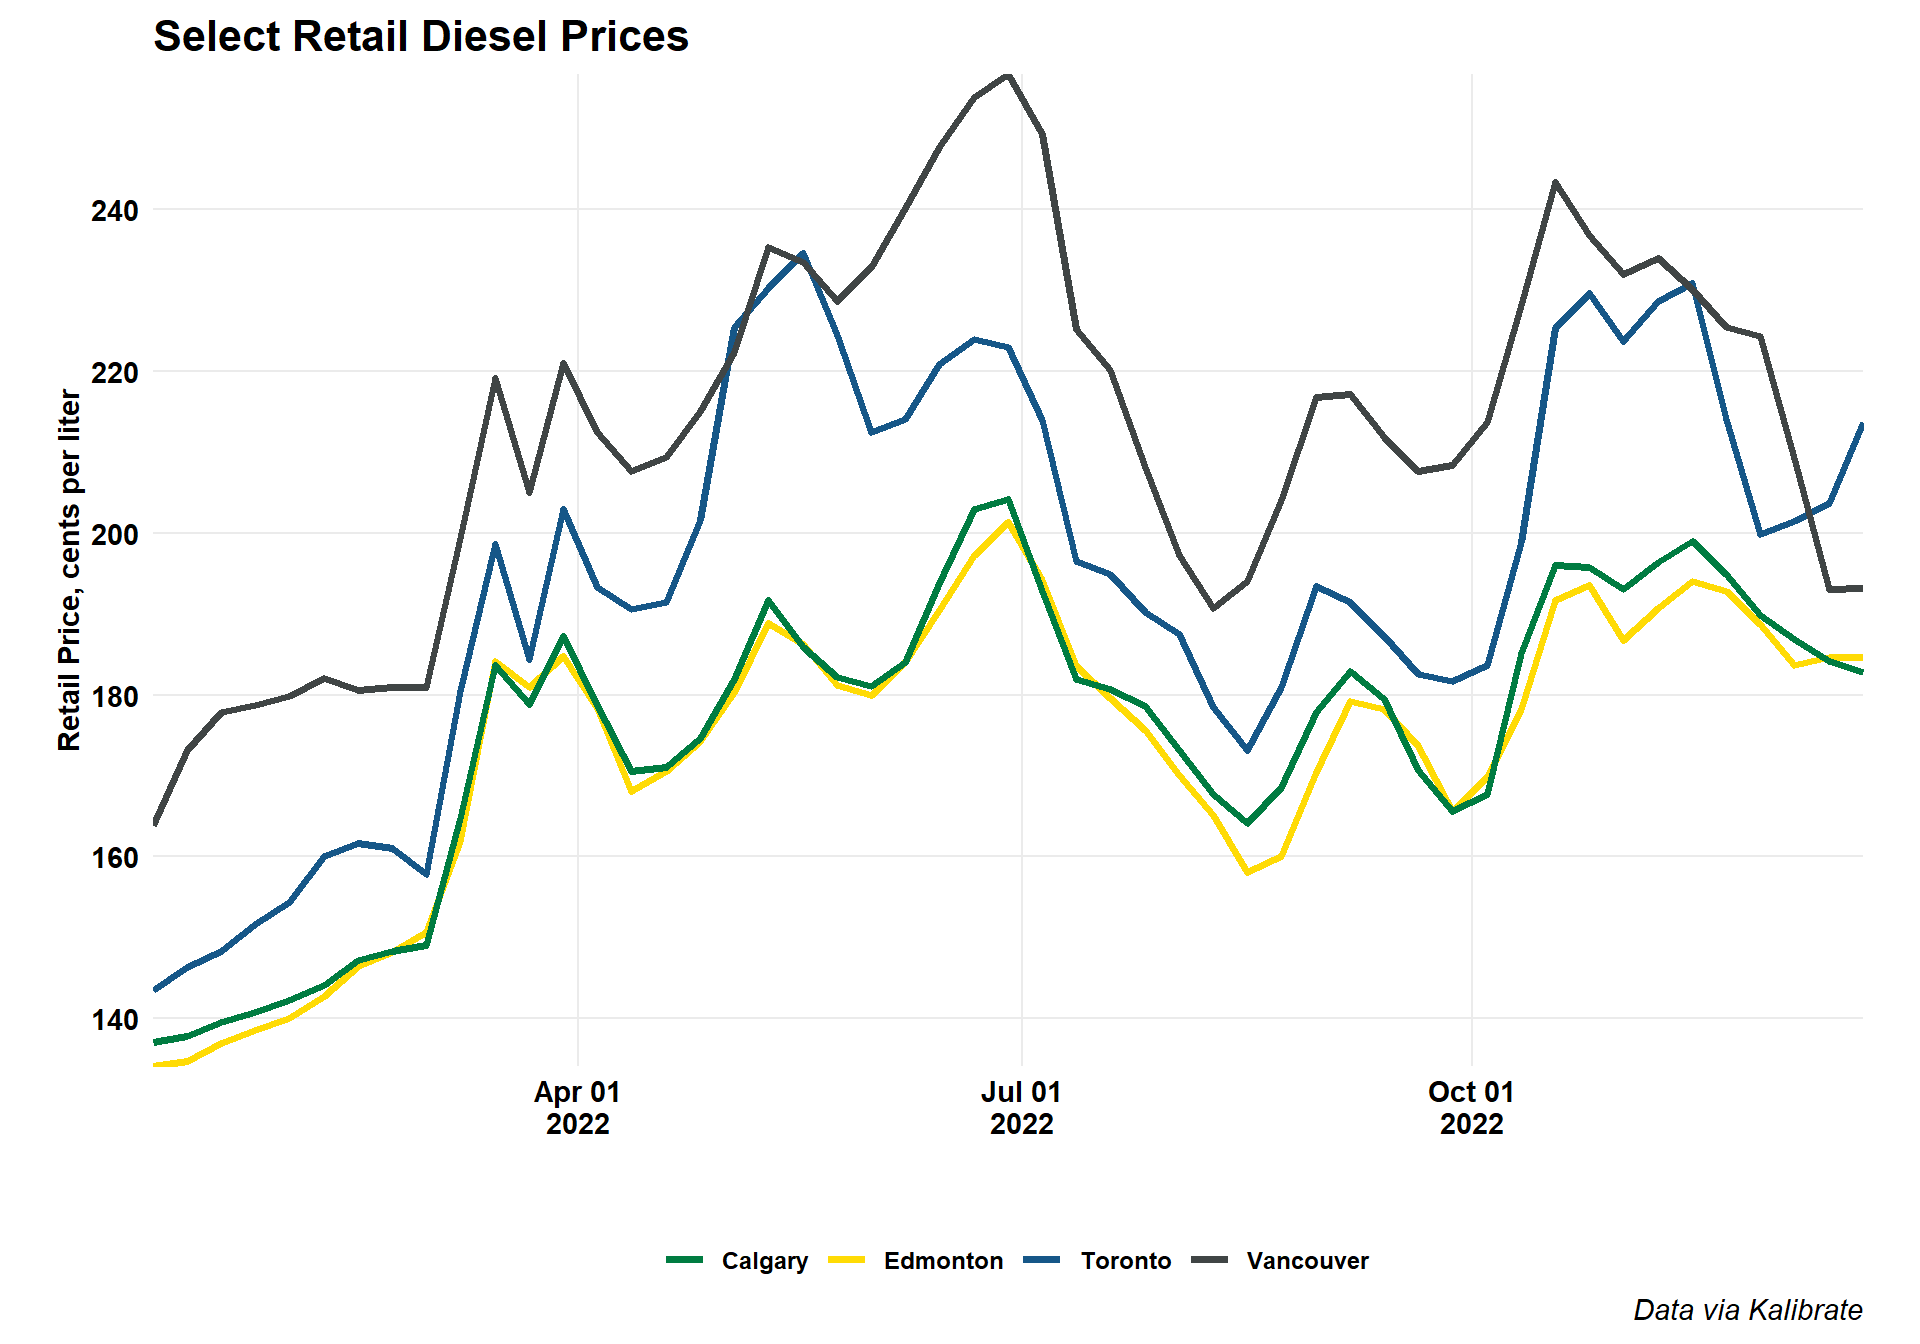 Select Retail Diesel Prices
Retail Price, cents per liter
240
220
200
180
160
140
Apr 01
2022
Jul 01
2022
Oct 01
2022
Calgary
Edmonton
Toronto
Vancouver
Data via Kalibrate